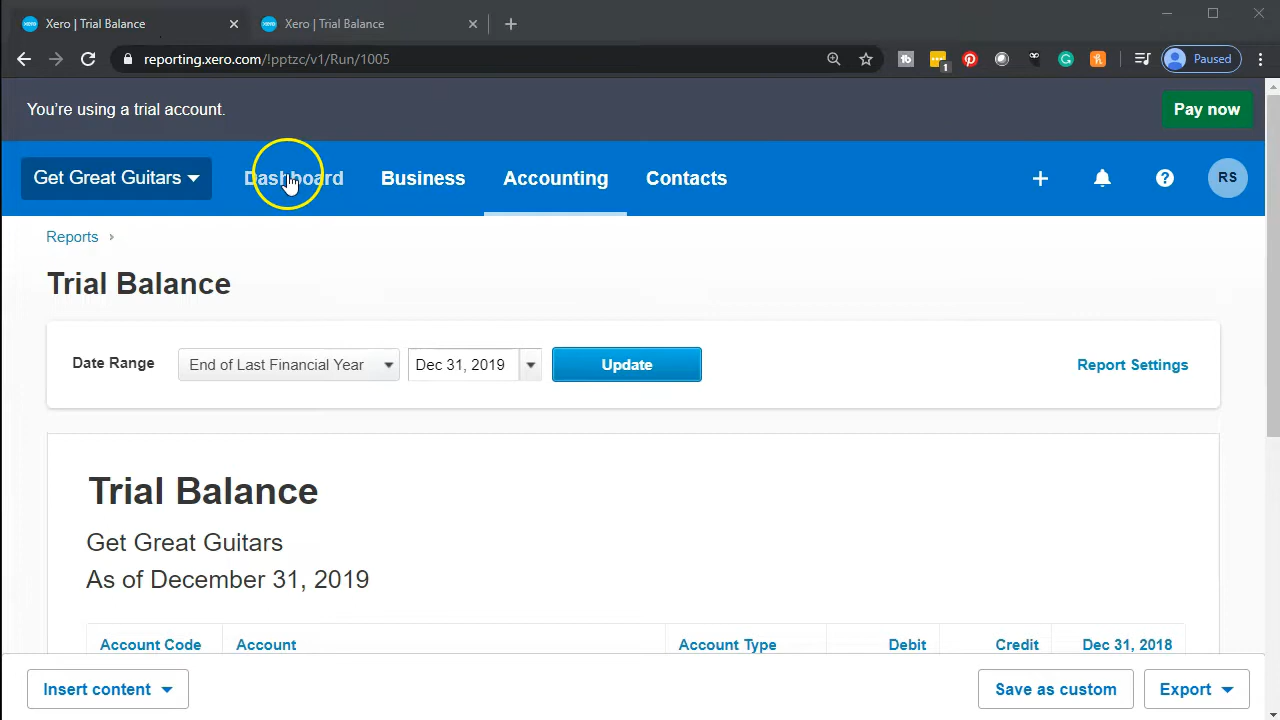 Xero | Trial Balance
Xero | Trial Balance
reporting.xero.com/!pptzc/v1/Run/1005
1
Paused
You're using a trial account.
Pay now
Get Great Guitars
Dashboard
Business
Accounting
Contacts
RS
Reports
Trial Balance
Date Range
End of Last Financial Year
Dec 31, 2019
Update
Report Settings
Trial Balance
Get Great Guitars
As of December 31, 2019
Account Code
Account
Account Type
Debit
Credit
Dec 31, 2018
Insert content
Save as custom
Export